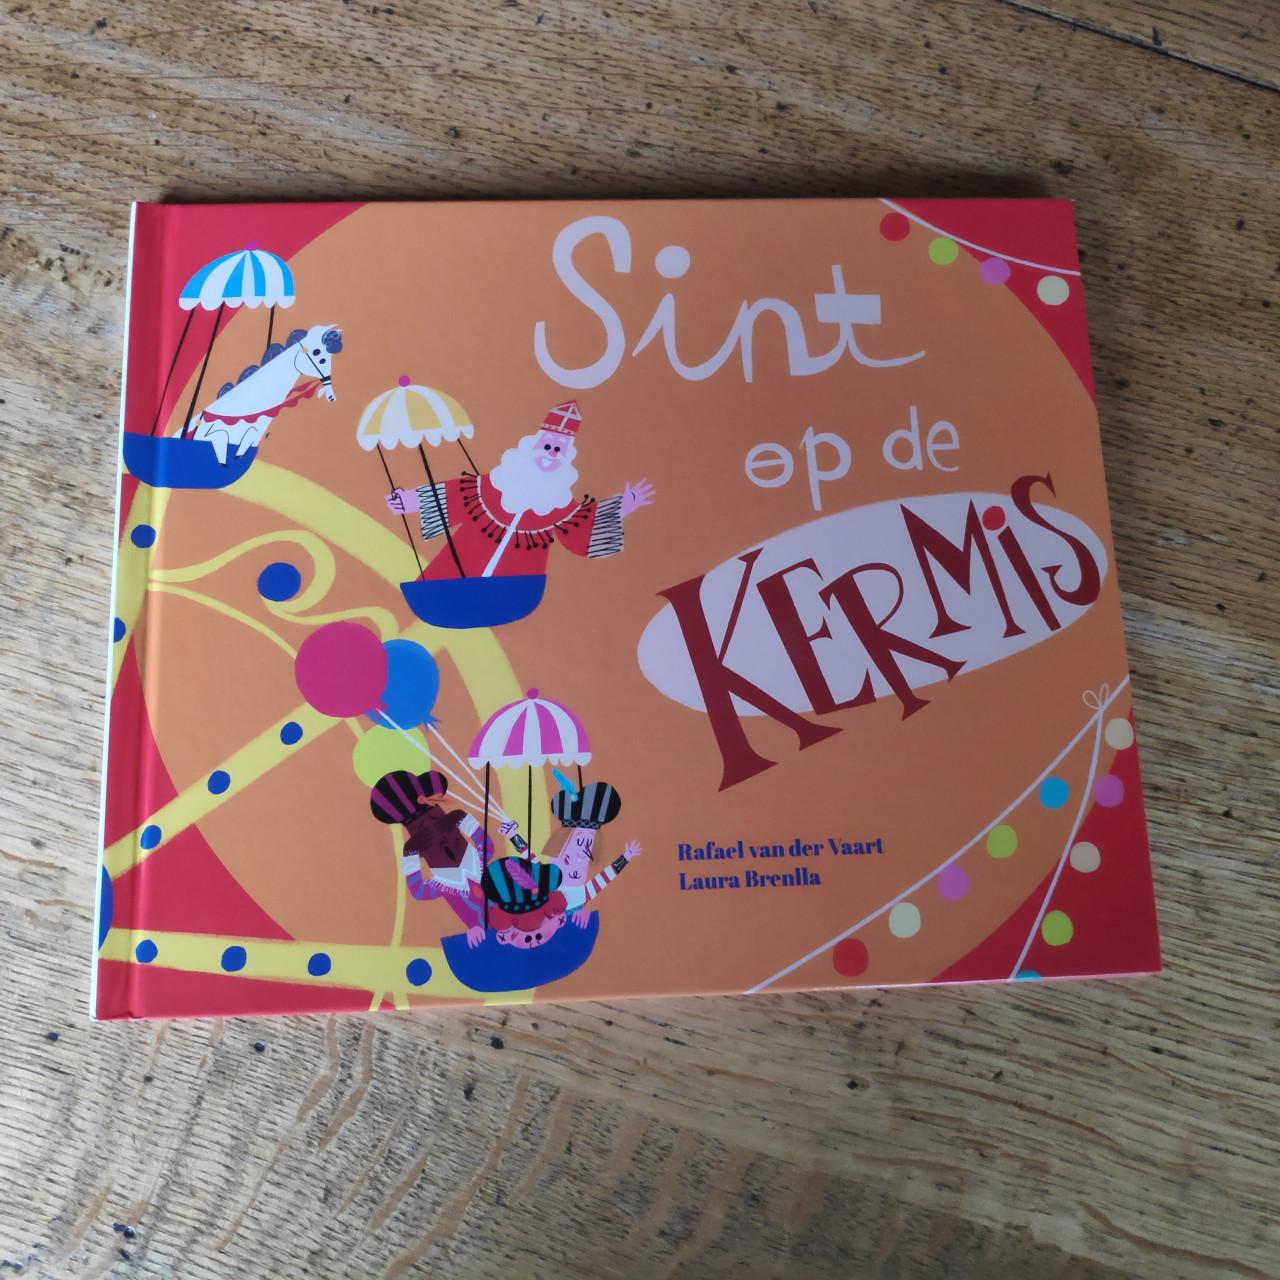 Sint
op de
KERMiS
Rafael van der Vaart
Laura Brenlla